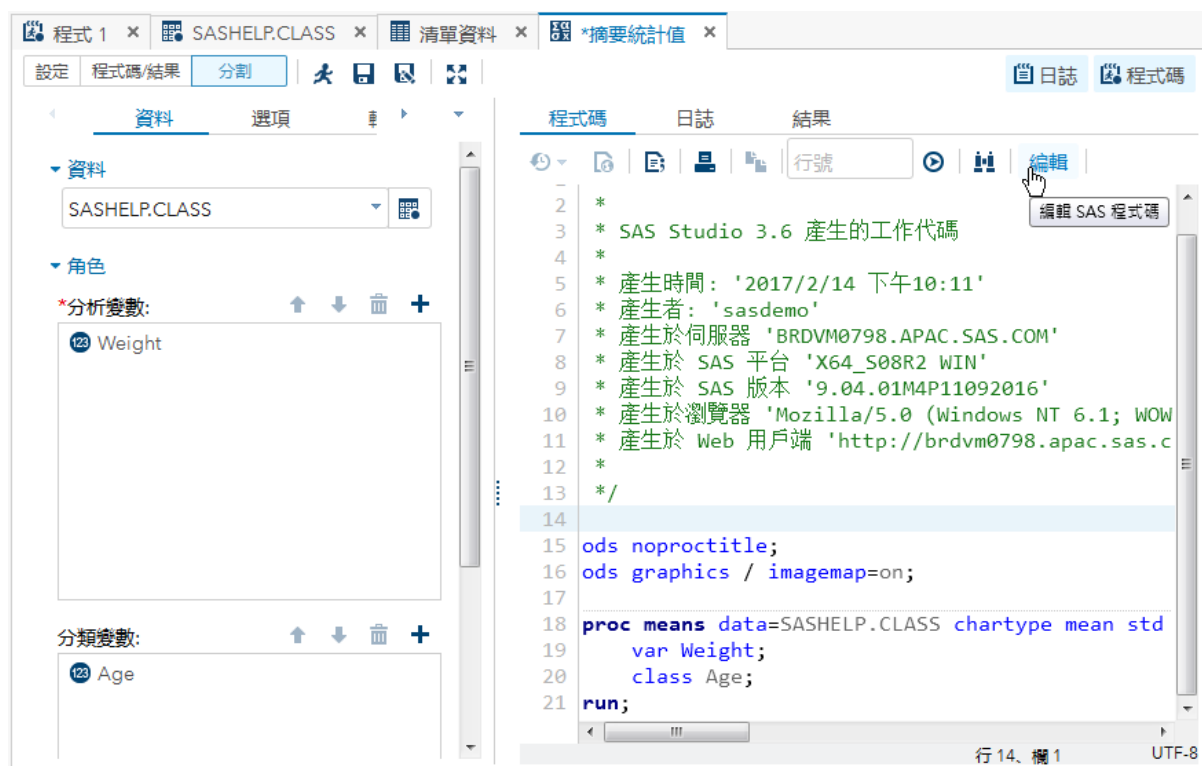 程式 1 × SASHELP.CLASS × 清單資料 × *摘要統計值 ×
設定 程式碼/結果 分割 日誌 程式碼
資料 選項
資料
SASHELP.CLASS
角色
*分析變數:
123 Weight
分類變數:
123 Age
程式碼 日誌 結果
行號 編輯
編輯 SAS 程式碼
2 *
3 * SAS Studio 3.6 產生的工作代碼
4 *
5 * 產生時間: '2017/2/14 下午10:11'
6 * 產生者: 'sasdemo'
7 * 產生於伺服器 'BRDVM0798.APAC.SAS.COM'
8 * 產生於 SAS 平台 'X64_S08R2 WIN'
9 * 產生於 SAS 版本 '9.04.01M4P11092016'
10 * 產生於瀏覽器 'Mozilla/5.0 (Windows NT 6.1; WOW
11 * 產生於 Web 用戶端 'http://brdvm0798.apac.sas.c
12 *
13 */
14
15 ods noproctitle;
16 ods graphics / imagemap=on;
17
18 proc means data=SASHELP.CLASS chartype mean std
19 var Weight;
20 class Age;
21 run;
行 14、欄 1 UTF-8